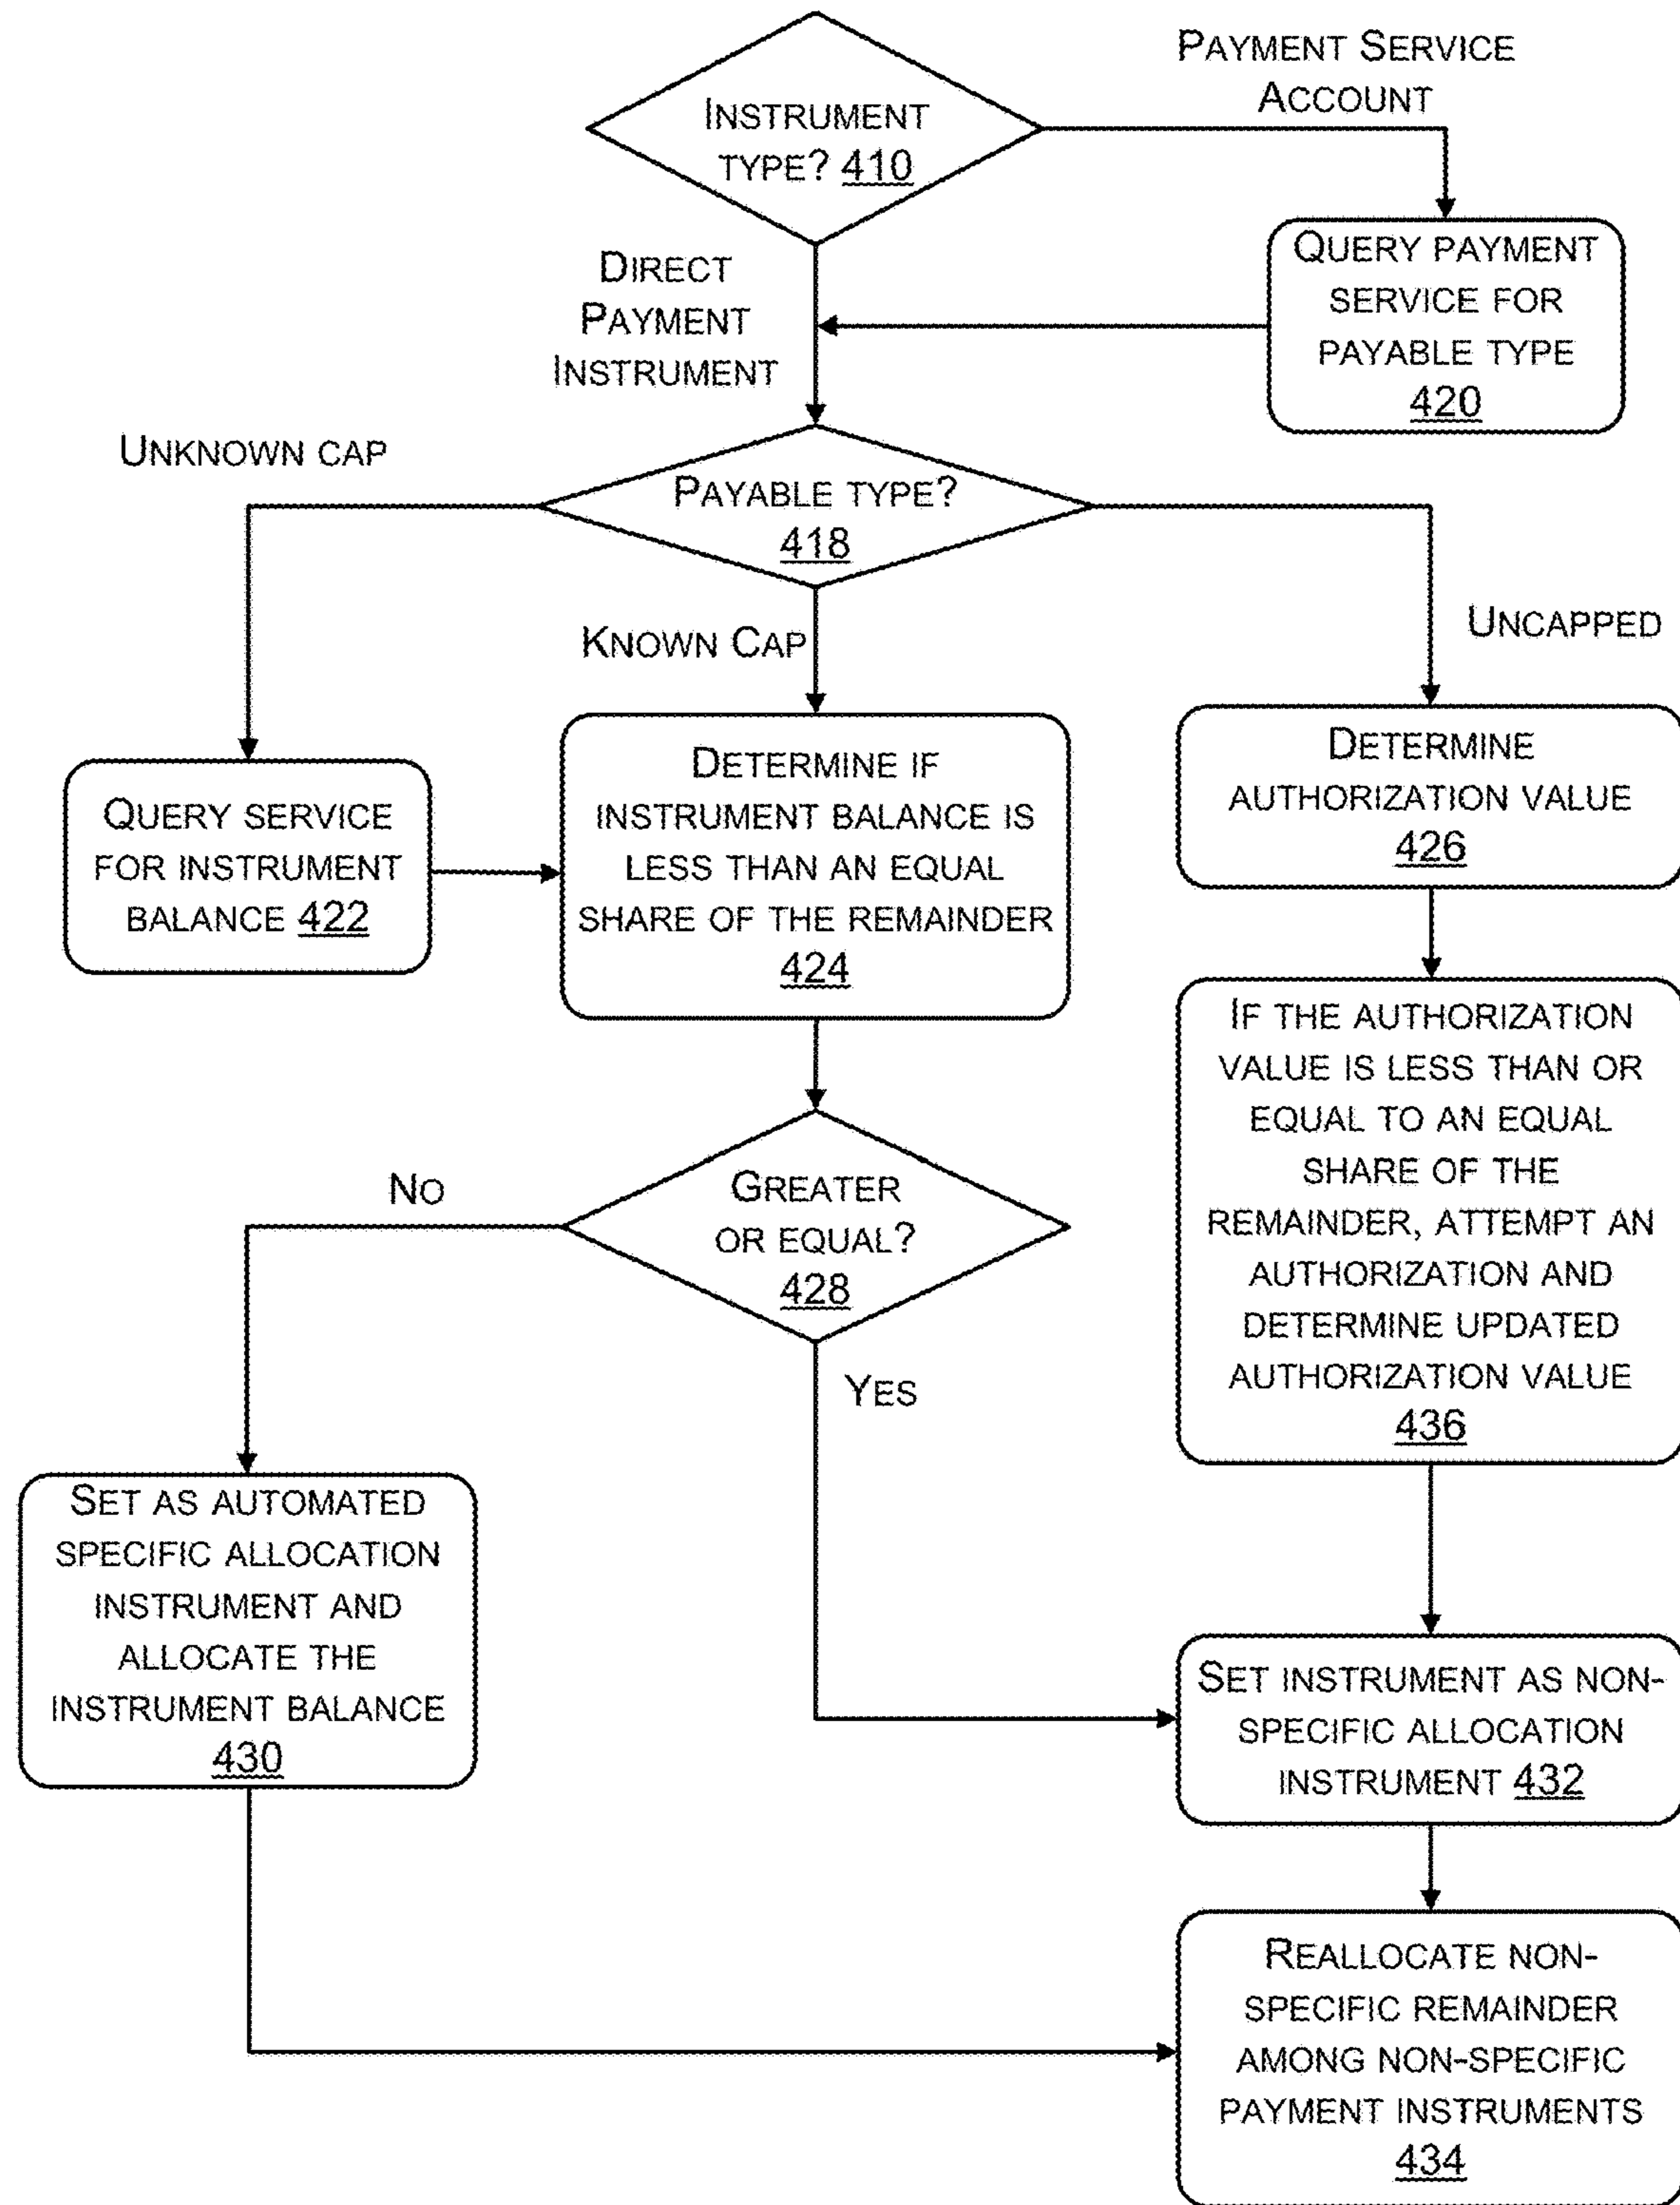 PAYMENT SERVICE
ACCOUNT
INSTRUMENT
TYPE? 410
QUERY PAYMENT
SERVICE FOR
PAYABLE TYPE
420
DIRECT
PAYMENT
INSTRUMENT
UNKNOWN CAP
PAYABLE TYPE?
418
KNOWN CAP
UNCAPPED
QUERY SERVICE
FOR INSTRUMENT
BALANCE 422
DETERMINE IF
INSTRUMENT BALANCE IS
LESS THAN AN EQUAL
SHARE OF THE REMAINDER
424
DETERMINE
AUTHORIZATION VALUE
426
IF THE AUTHORIZATION
VALUE IS LESS THAN OR
EQUAL TO AN EQUAL
SHARE OF THE
REMAINDER, ATTEMPT AN
AUTHORIZATION AND
DETERMINE UPDATED
AUTHORIZATION VALUE
436
NO
GREATER
OR EQUAL?
428
YES
SET AS AUTOMATED
SPECIFIC ALLOCATION
INSTRUMENT AND
ALLOCATE THE
INSTRUMENT BALANCE
430
SET INSTRUMENT AS NON-
SPECIFIC ALLOCATION
INSTRUMENT 432
REALLOCATE NON-
SPECIFIC REMAINDER
AMONG NON-SPECIFIC
PAYMENT INSTRUMENTS
434